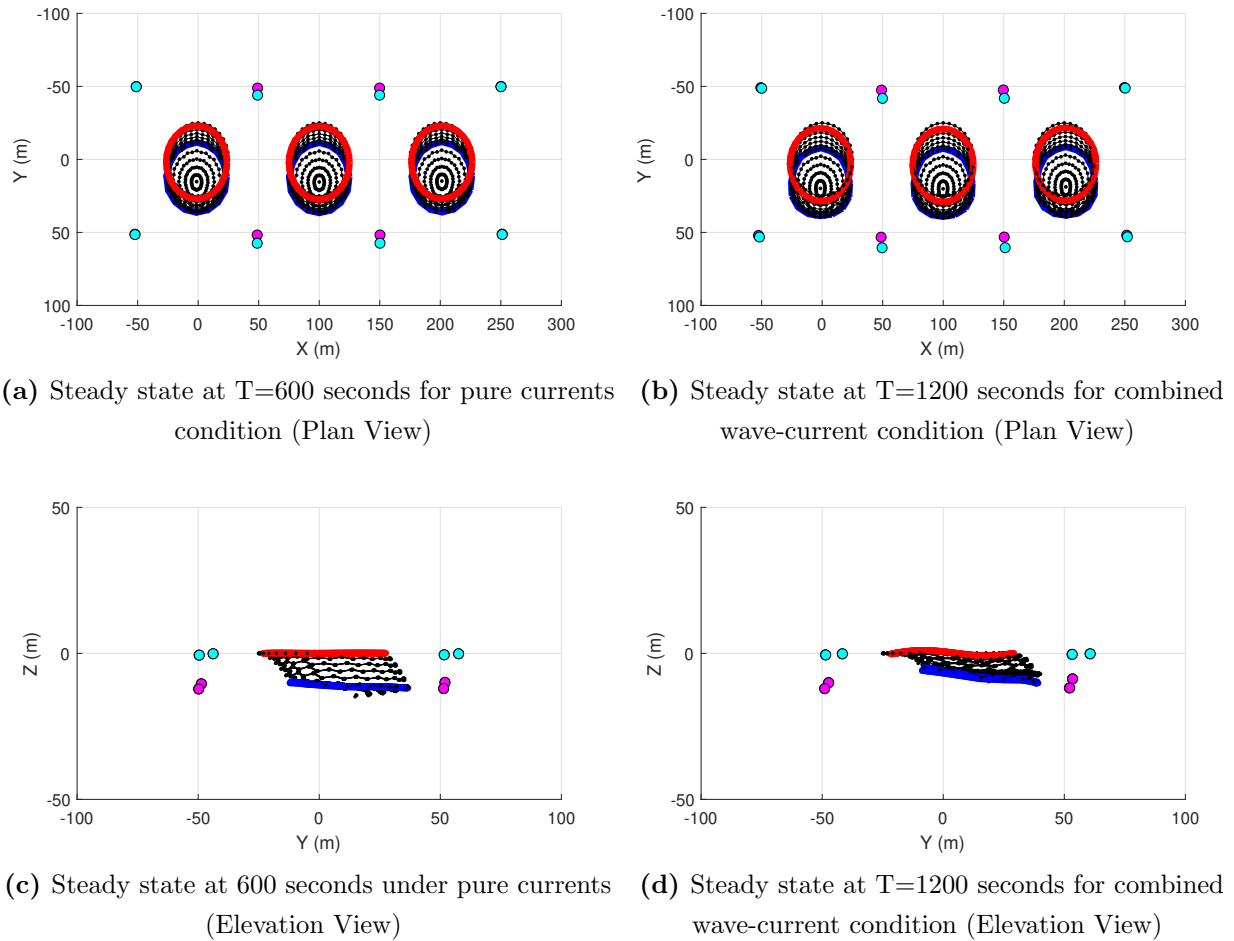 -100
-50
0
50
100
Y (m)
-100 -50 0 50 100 150 200 250 300
X (m)
-100
-50
0
50
100
Y (m)
-100 -50 0 50 100 150 200 250 300
X (m)
(a) Steady state at T=600 seconds for pure currents
condition (Plan View)
(b) Steady state at T=1200 seconds for combined
wave-current condition (Plan View)
50
0
-50
Z (m)
-100 -50 0 50 100
Y (m)
50
0
-50
Z (m)
-100 -50 0 50 100
Y (m)
(c) Steady state at 600 seconds under pure currents
(Elevation View)
(d) Steady state at T=1200 seconds for combined
wave-current condition (Elevation View)